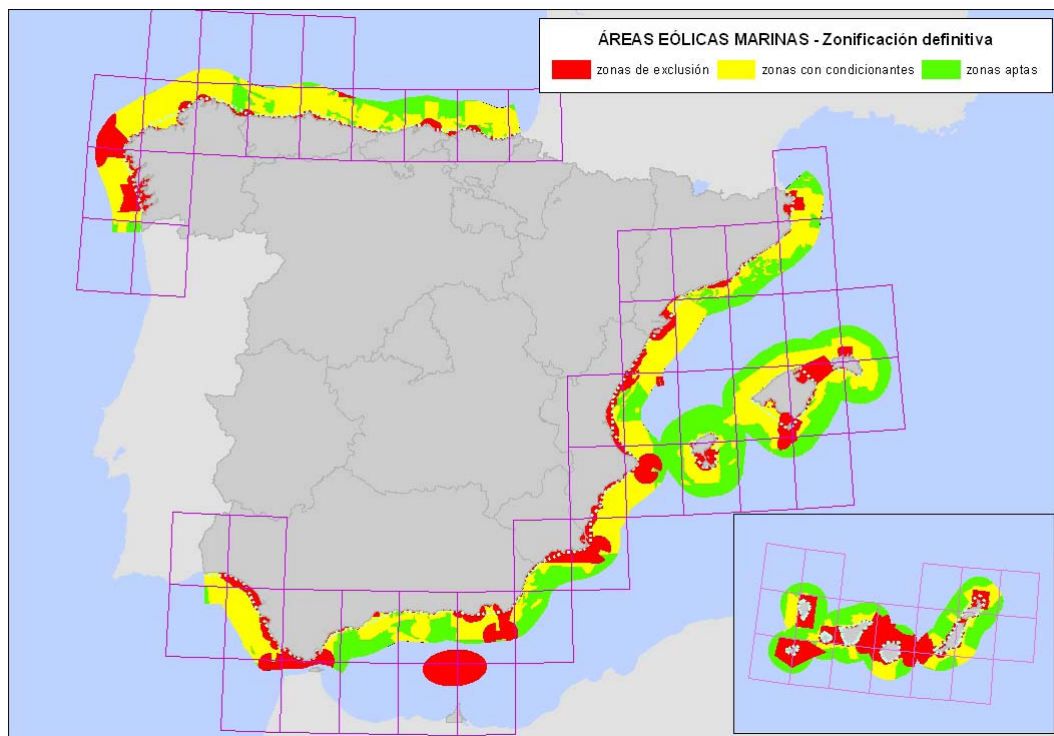 ÁREAS EÓLICAS MARINAS - Zonificación definitiva
zonas de exclusión zonas con condicionantes zonas aptas